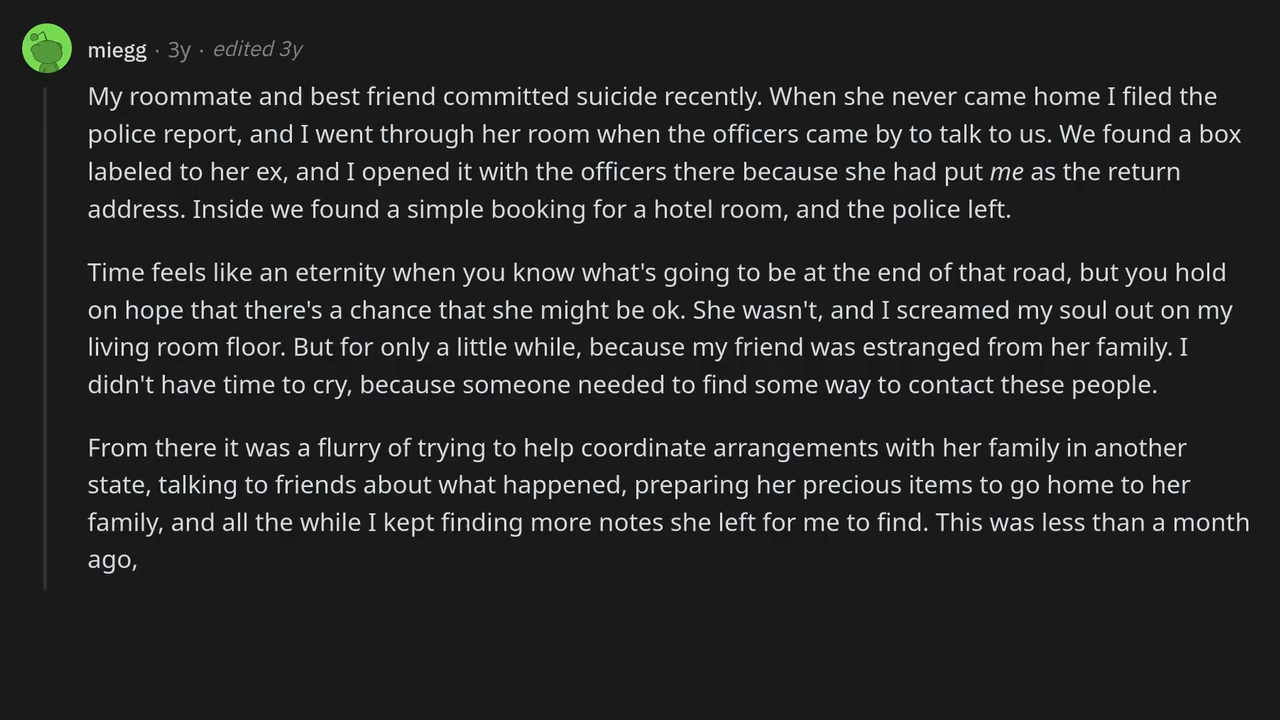 miegg · 3y · edited 3y
My roommate and best friend committed suicide recently. When she never came home I filed the
police report, and I went through her room when the officers came by to talk to us. We found a box
labeled to her ex, and I opened it with the officers there because she had put me as the return
address. Inside we found a simple booking for a hotel room, and the police left.
Time feels like an eternity when you know what's going to be at the end of that road, but you hold
on hope that there's a chance that she might be ok. She wasn't, and I screamed my soul out on my
living room floor. But for only a little while, because my friend was estranged from her family. I
didn't have time to cry, because someone needed to find some way to contact these people.
From there it was a flurry of trying to help coordinate arrangements with her family in another
state, talking to friends about what happened, preparing her precious items to go home to her
family, and all the while I kept finding more notes she left for me to find. This was less than a month
ago,